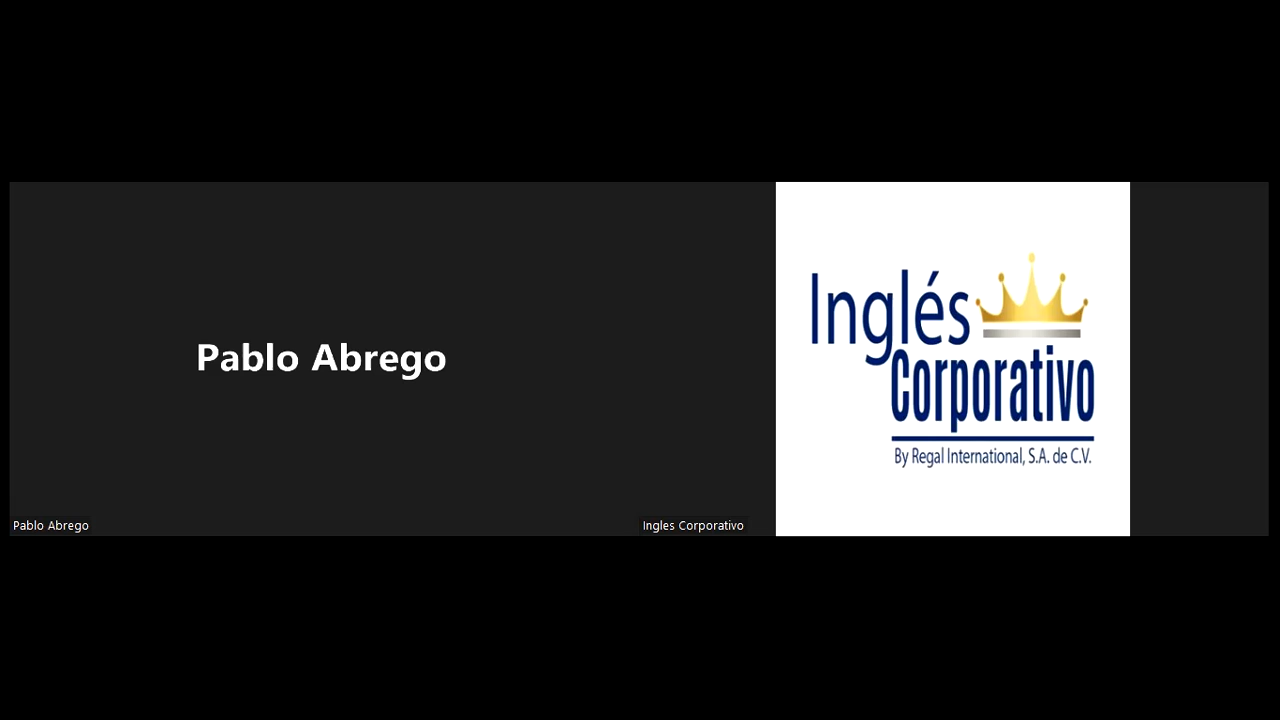 Pablo Abrego
Pablo Abrego
Ingles Corporativo
Inglés
Corporativo
By Regal International, S.A. de C.V.